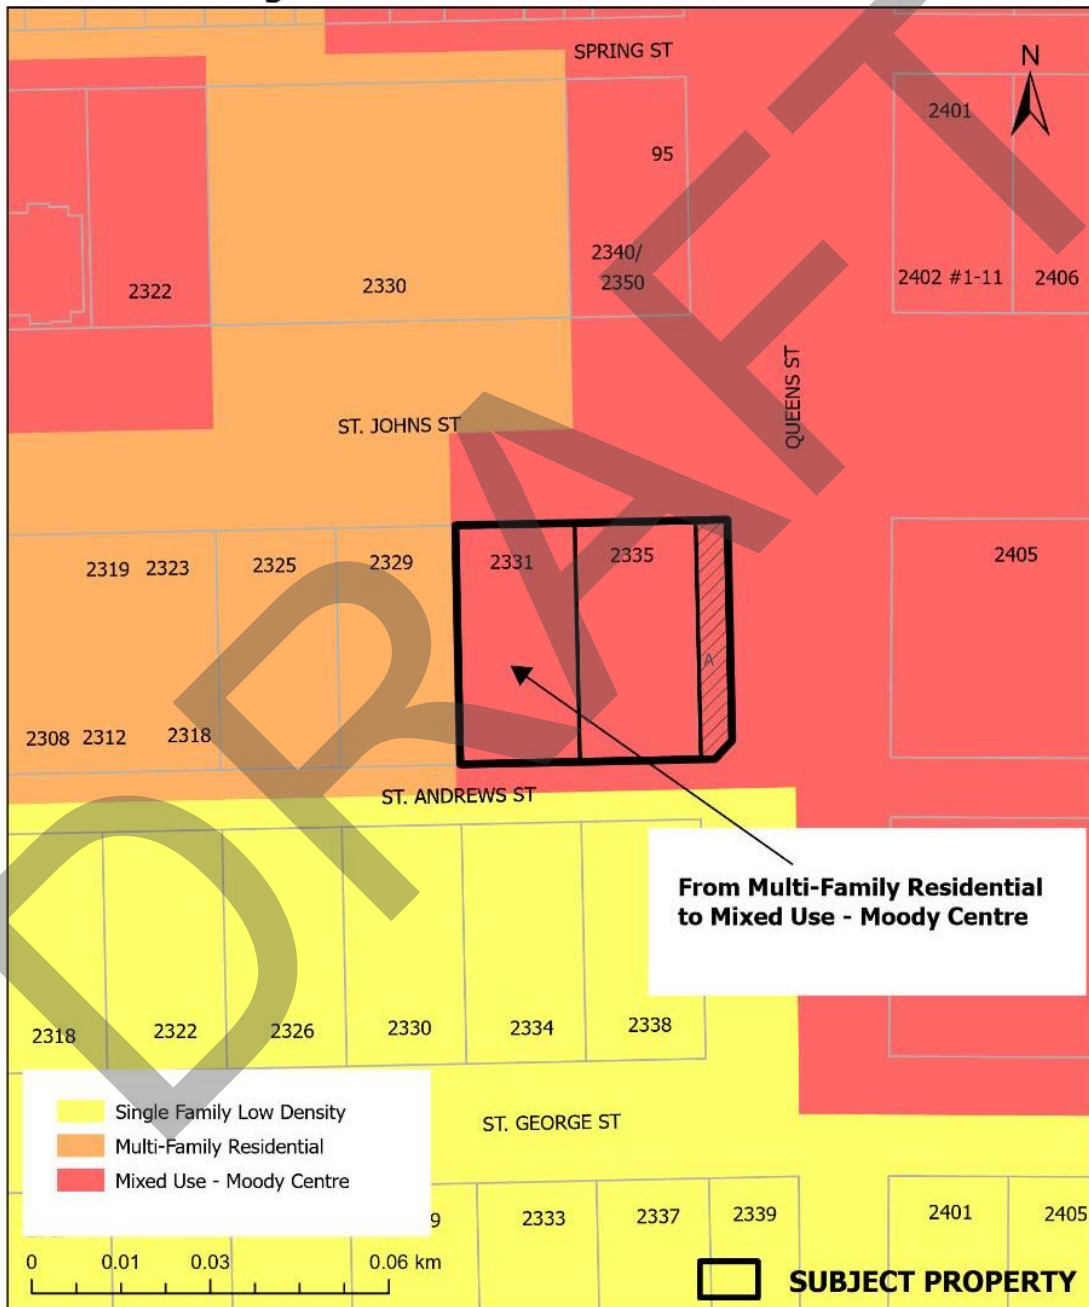 SPRING ST
N
2401
95
2340/
2350
2402 #1-11
2406
2322
2330
QUEENS ST
ST. JOHNS ST
2319 2323
2325
2329
2331
2335
2405
A
2308 2312
2318
ST. ANDREWS ST
From Multi-Family Residential
to Mixed Use - Moody Centre
2318
2322
2326
2330
2334
2338
Single Family Low Density
Multi-Family Residential
Mixed Use - Moody Centre
ST. GEORGE ST
9
2333
2337
2339
2401
2405
0 0.01 0.03 0.06 km
SUBJECT PROPERTY
DRAFT